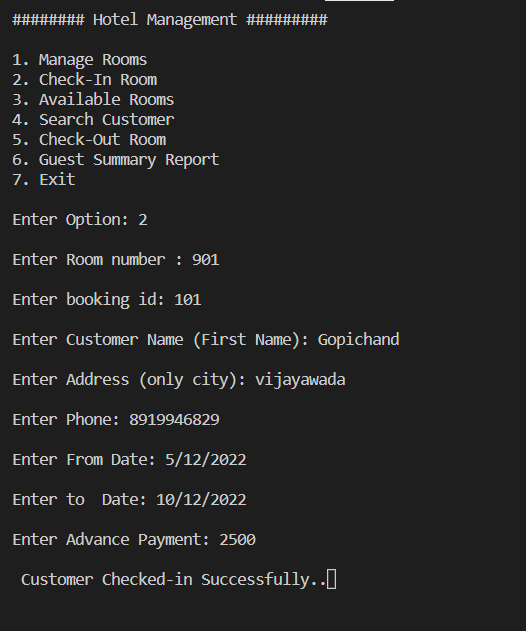 ######## Hotel Management #########
1. Manage Rooms
2. Check-In Room
3. Available Rooms
4. Search Customer
5. Check-Out Room
6. Guest Summary Report
7. Exit
Enter Option: 2
Enter Room number : 901
Enter booking id: 101
Enter Customer Name (First Name): Gopichand
Enter Address (only city): vijayawada
Enter Phone: 8919946829
Enter From Date: 5/12/2022
Enter to  Date: 10/12/2022
Enter Advance Payment: 2500
Customer Checked-in Successfully..